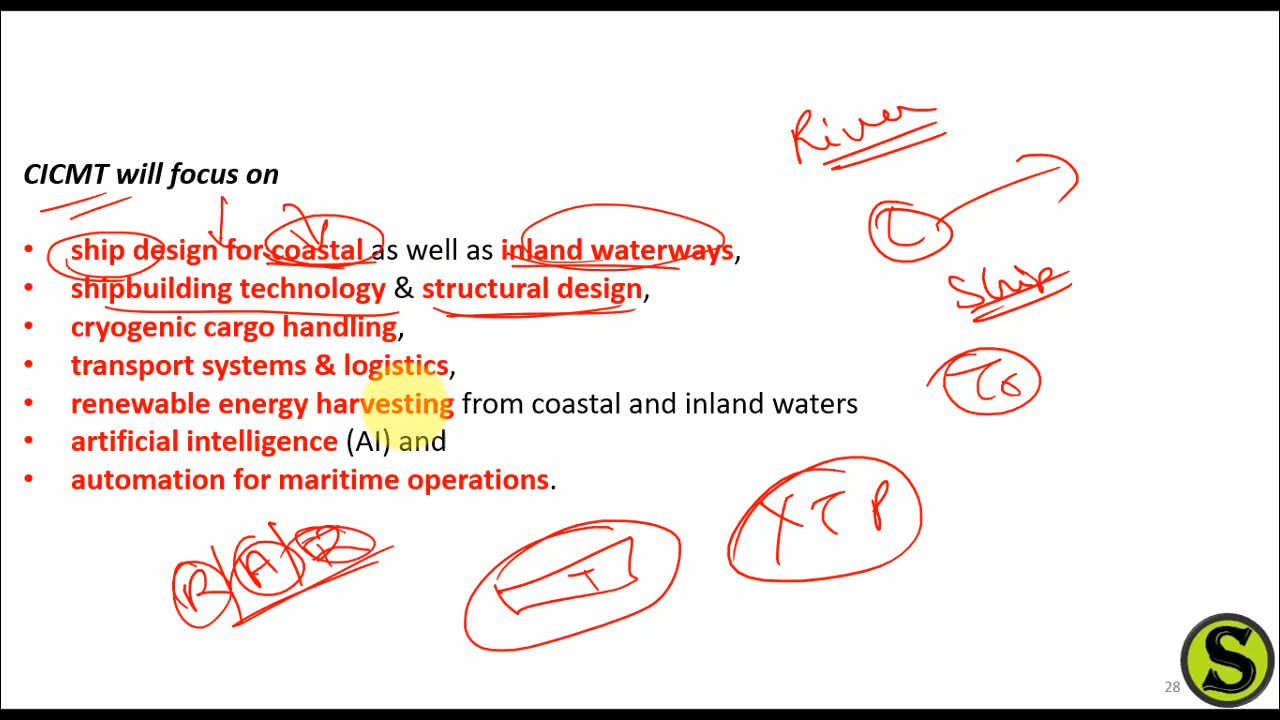 River
CICMT will focus on
• ship design for coastal as well as inland waterways,
• shipbuilding technology & structural design,
Ship
• cryogenic cargo handling,
• transport systems & logistics,
• renewable energy harvesting from coastal and inland waters
• artificial intelligence (AI) and
• automation for maritime operations.
R/A/R
T
S
28